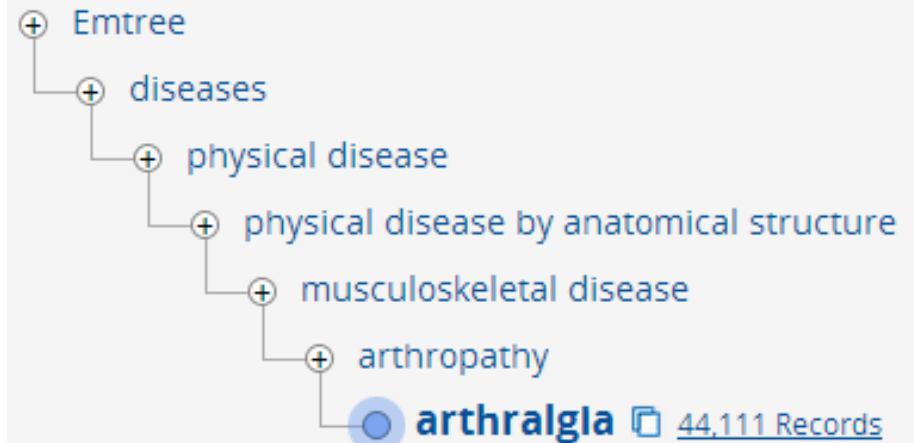 Emtree
diseases
physical disease
physical disease by anatomical structure
musculoskeletal disease
arthropathy
arthralgia 44,111 Records